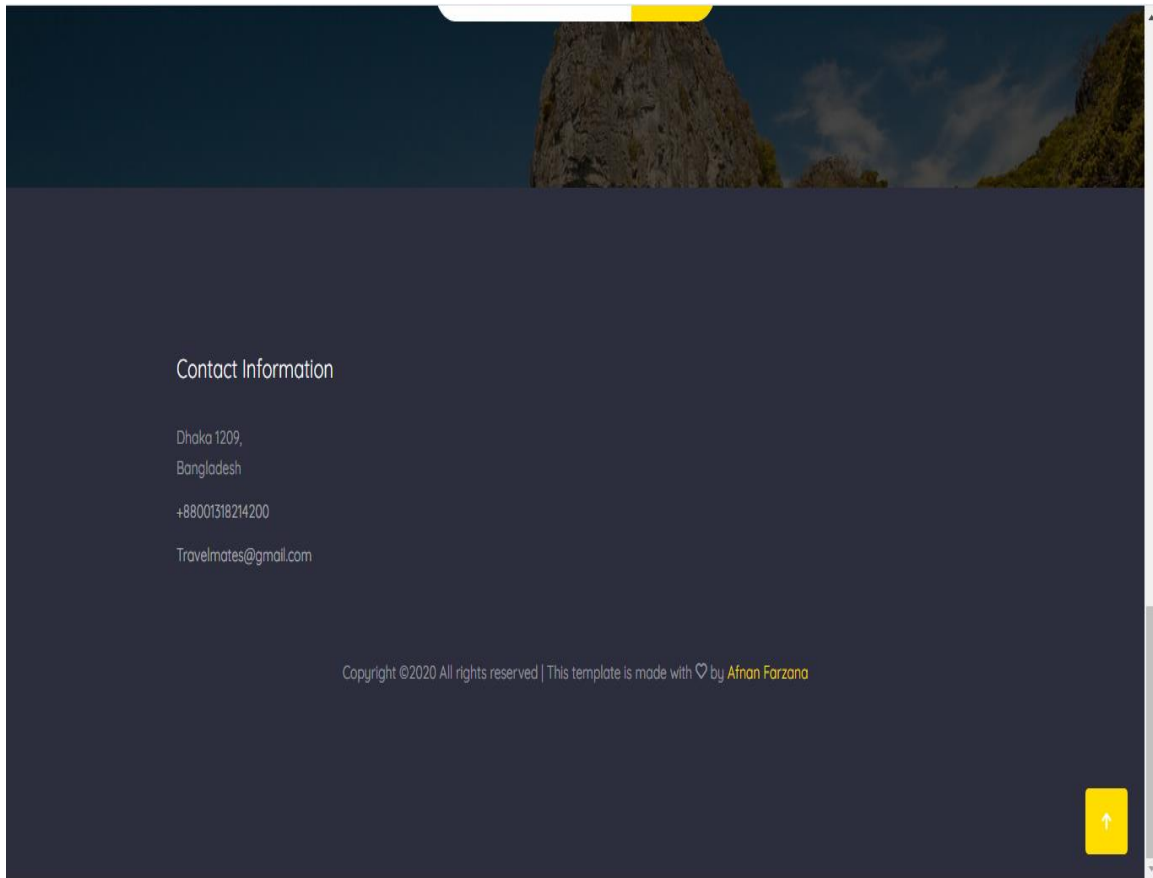 Contact Information
Dhaka 1209,
Bangladesh
+88001318214200
Travelmates@gmail.com
Copyright ©2020 All rights reserved | This template is made with ♡ by Afnan Farzana